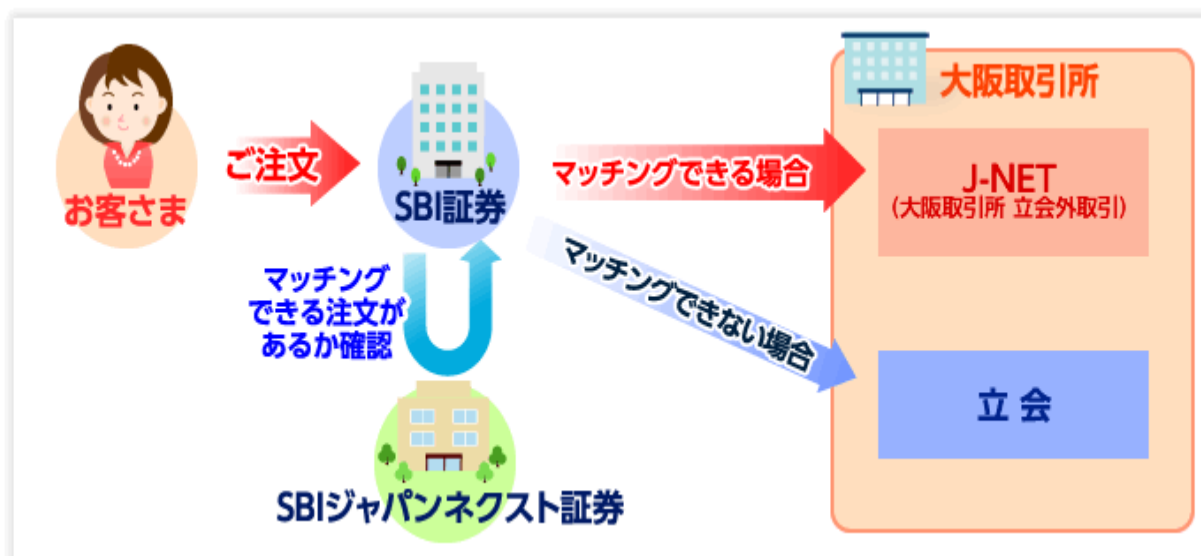 大阪取引所
ご注文
マッチングできる場合
J-NET
(大阪取引所 立会外取引)
お客さま
SBI証券
マッチング
できる注文が
あるか確認
マッチングできない場合
立会
SBIジャパンネクスト証券